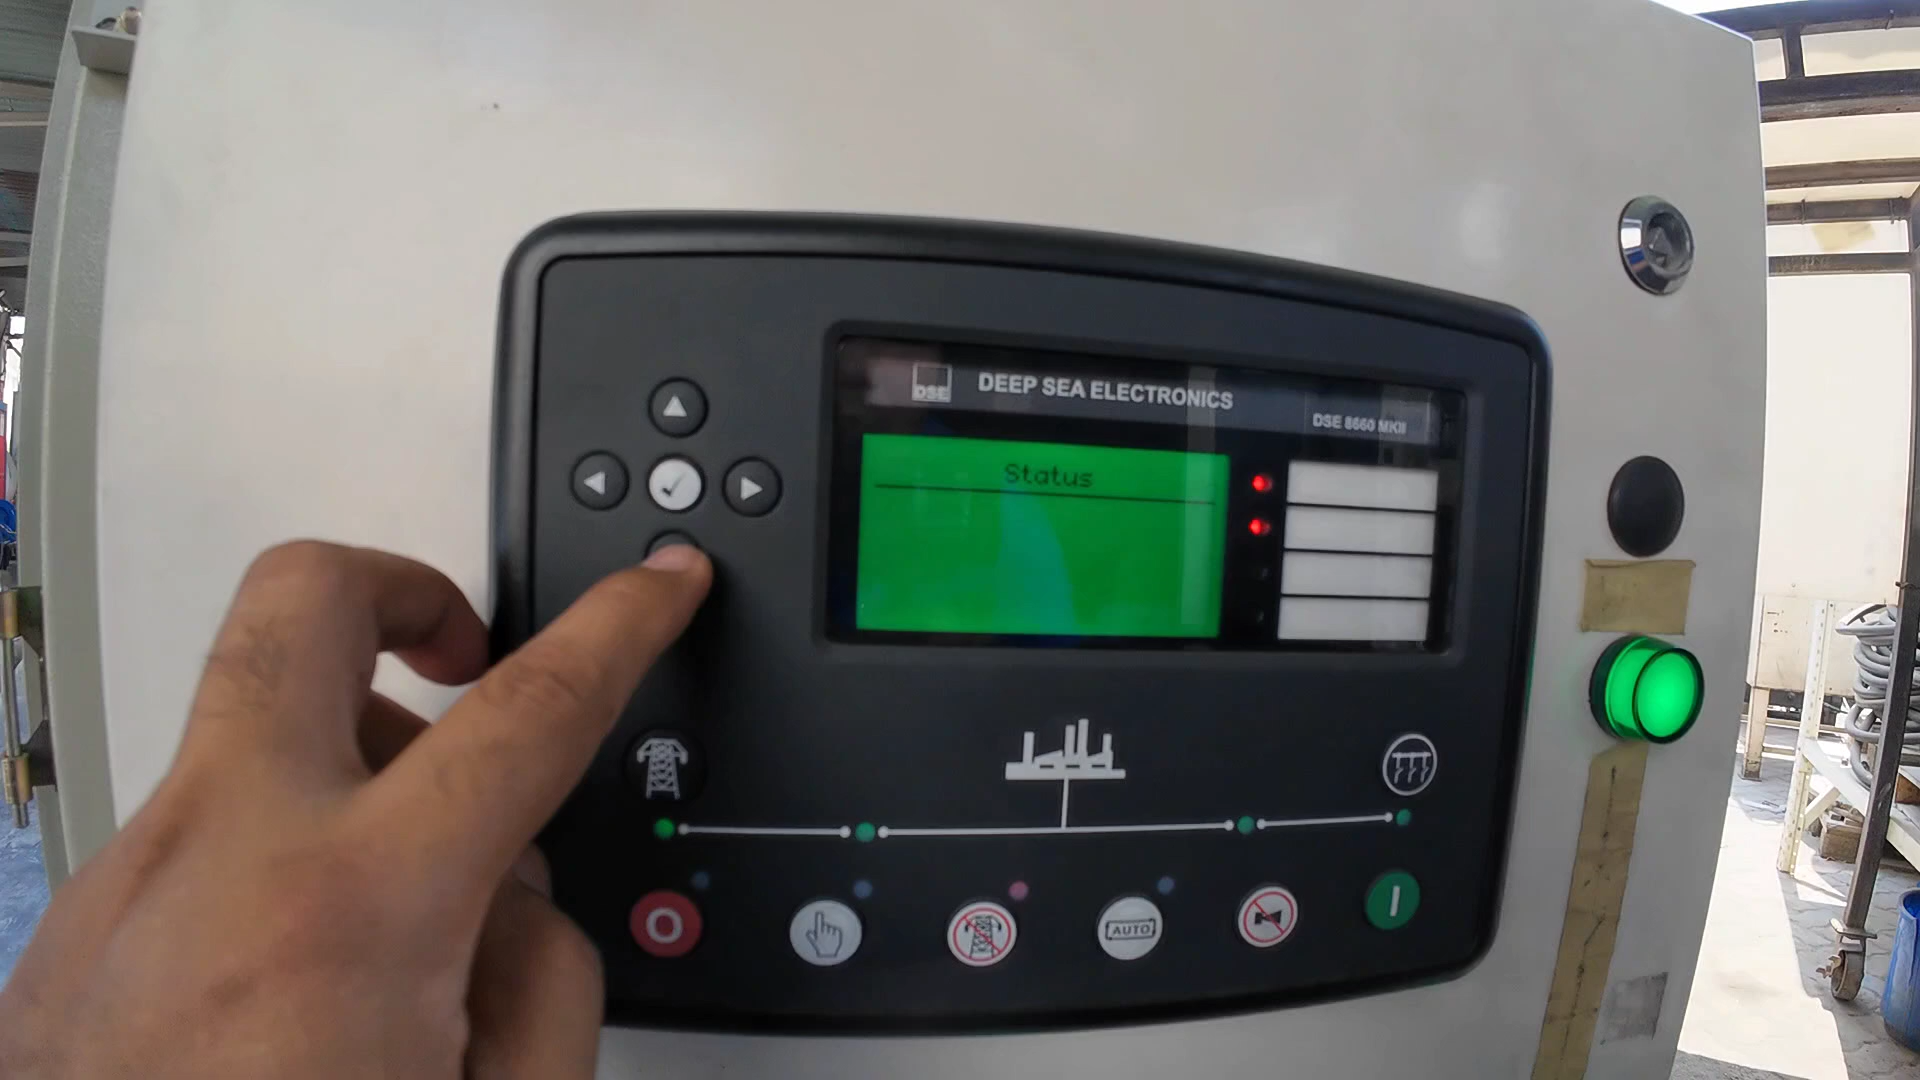 DSE
DEEP SEA ELECTRONICS
DSE 8660 MKII
Status
AUTO